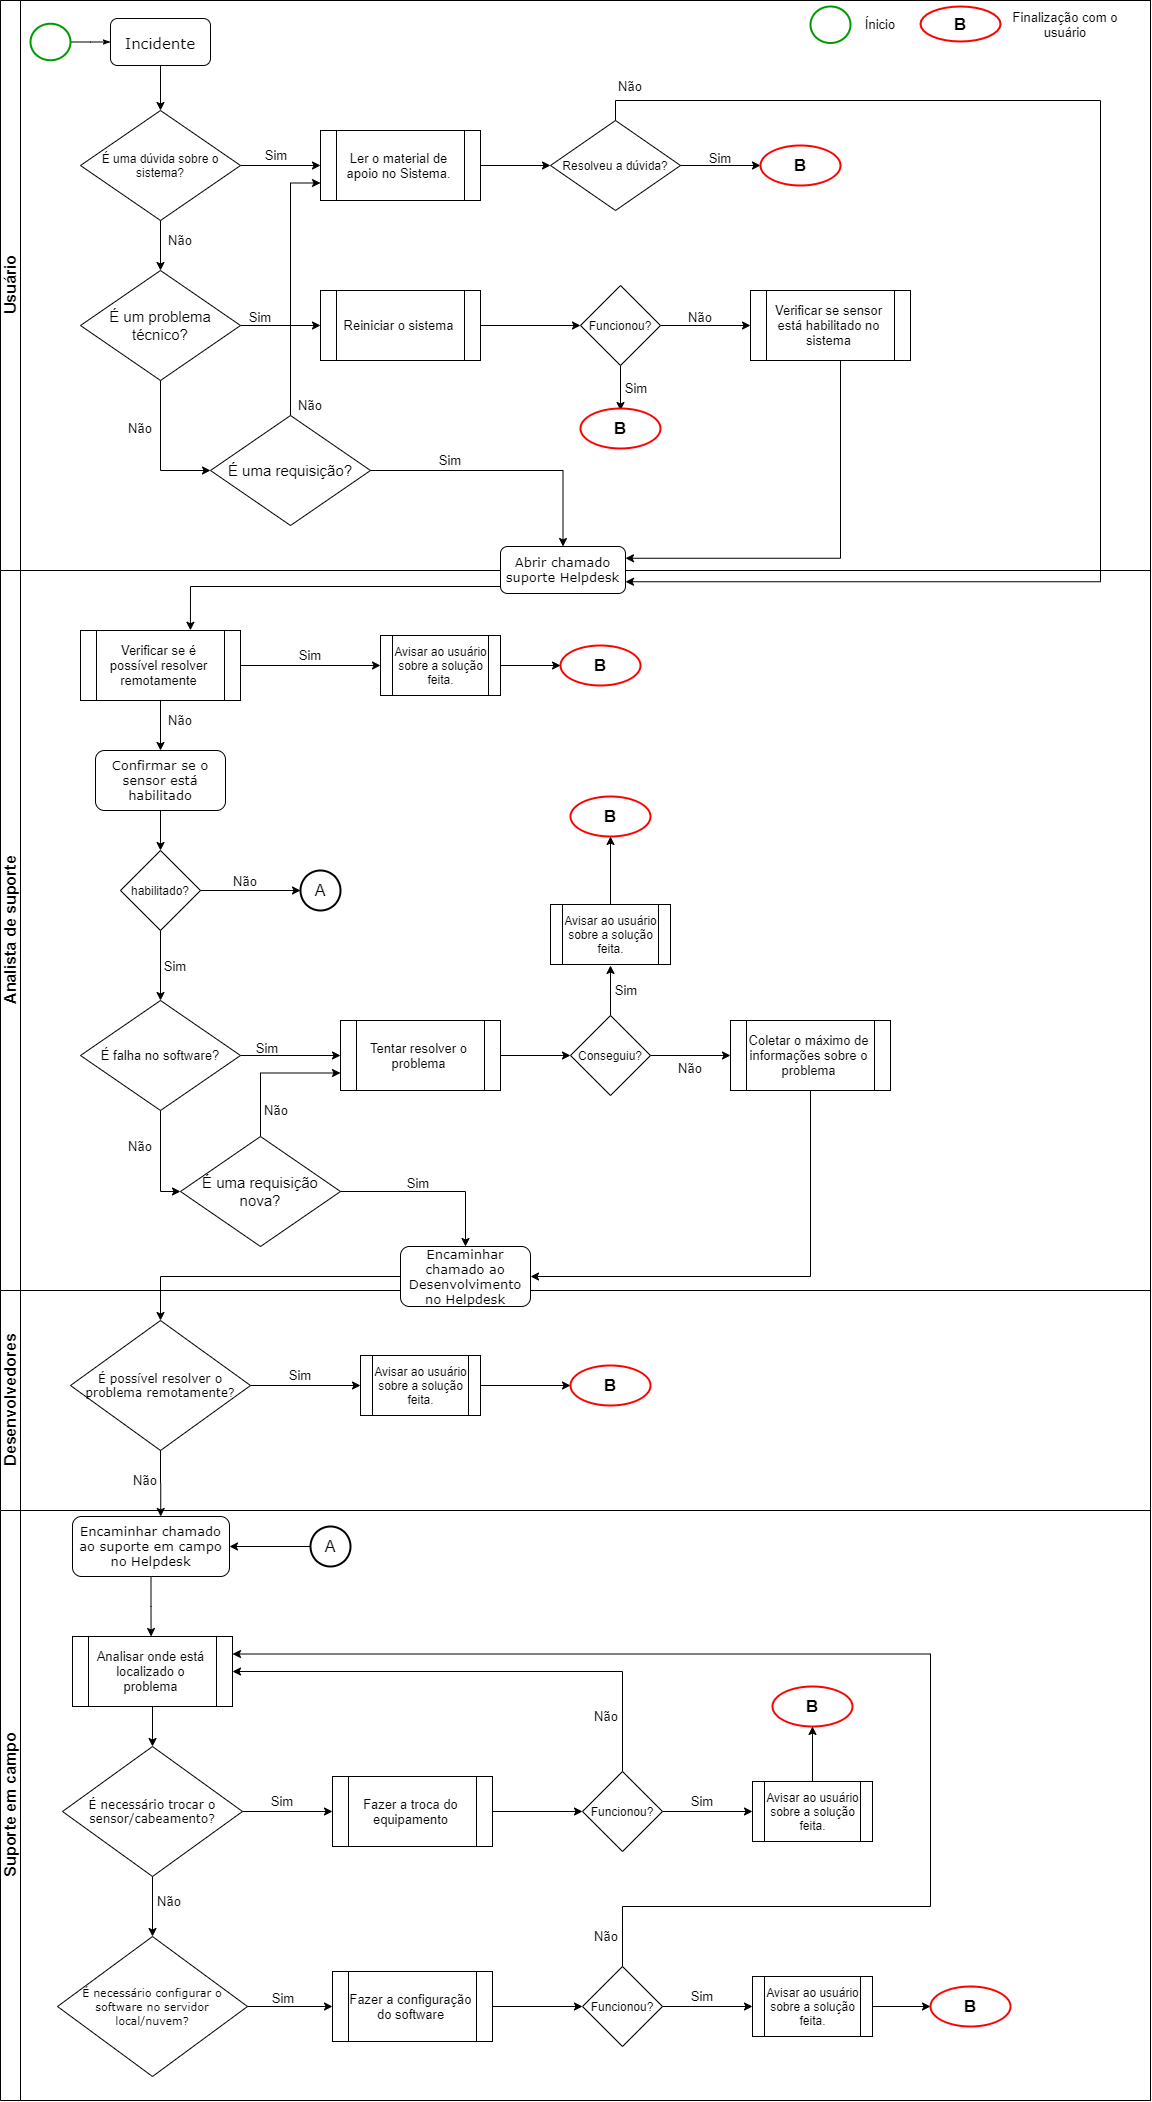 Ínicio
B
Finalização com o
usuário
Usuário
Incidente
É uma dúvida sobre o
sistema?
Sim
Ler o material de
apoio no Sistema.
Resolveu a dúvida?
Não
Sim
B
Não
É um problema
técnico?
Sim
Reiniciar o sistema
Funcionou?
Não
Verificar se sensor
está habilitado no
sistema
Sim
B
Não
Não
É uma requisição?
Sim
Abrir chamado
suporte Helpdesk
Analista de suporte
Verificar se é
possível resolver
remotamente
Sim
Avisar ao usuário
sobre a solução
feita.
B
Não
Confirmar se o
sensor está
habilitado
habilitado?
Não
A
Sim
B
Avisar ao usuário
sobre a solução
feita.
Sim
É falha no software?
Sim
Tentar resolver o
problema
Conseguiu?
Não
Coletar o máximo de
informações sobre o
problema
Não
Não
É uma requisição
nova?
Sim
Encaminhar
chamado ao
Desenvolvimento
no Helpdesk
Desenvolvedores
É possível resolver o
problema remotamente?
Sim
Avisar ao usuário
sobre a solução
feita.
B
Não
Suporte em campo
Encaminhar chamado
ao suporte em campo
no Helpdesk
A
Analisar onde está
localizado o
problema
Não
B
É necessário trocar o
sensor/cabeamento?
Sim
Fazer a troca do
equipamento
Funcionou?
Sim
Avisar ao usuário
sobre a solução
feita.
Não
Não
É necessário configurar o
software no servidor
local/nuvem?
Sim
Fazer a configuração
do software
Funcionou?
Sim
Avisar ao usuário
sobre a solução
feita.
B